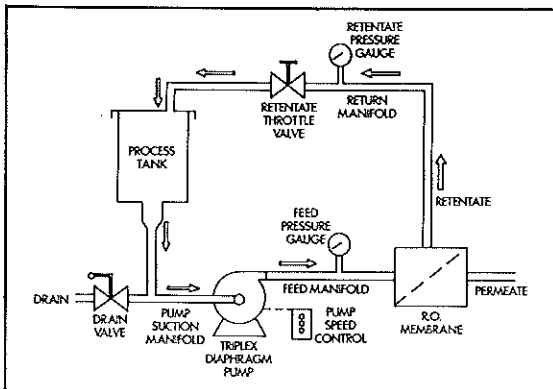 RETENTATE
PRESSURE
GAUGE
RETENTATE
THROTTLE
VALVE
RETURN
MANIFOLD
PROCESS
TANK
RETENTATE
FEED
PRESSURE
GAUGE
DRAIN
DRAIN
VALVE
PUMP
SUCTION
MANIFOLD
TRIPLEX
DIAPHRAGM
PUMP
FEED MANIFOLD
PUMP
SPEED
CONTROL
R.O.
MEMBRANE
PERMEATE